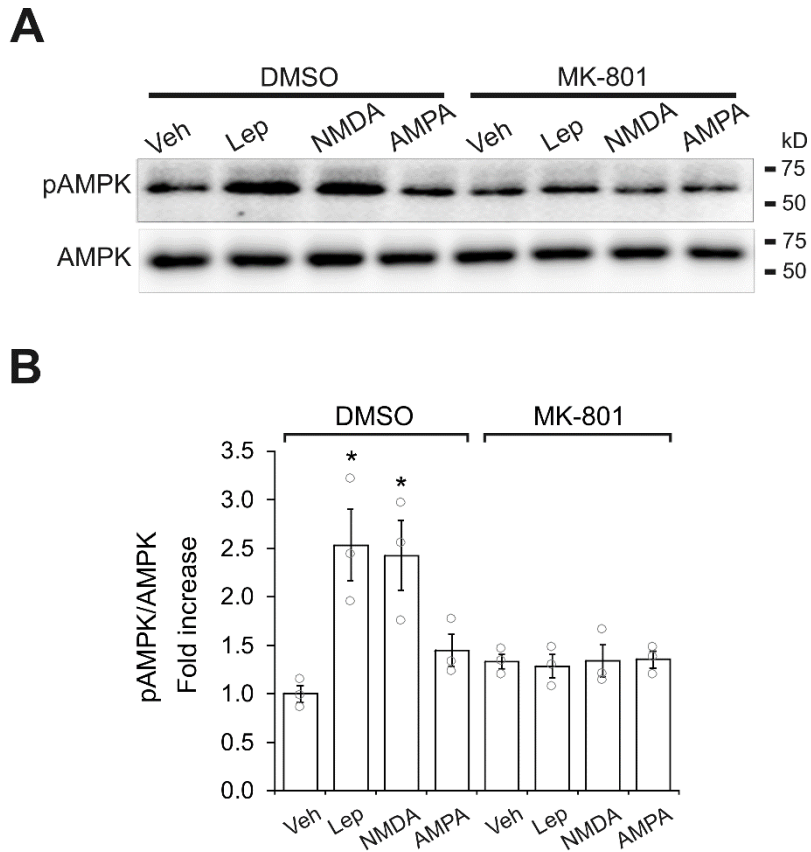 A
DMSO MK-801
Veh Lep NMDA AMPA Veh Lep NMDA AMPA
kD
pAMPK
75
50
AMPK
75
50
B
DMSO MK-801
pAMPK/AMPK
Fold increase
3.5
3.0
2.5
2.0
1.5
1.0
0.5
0.0
* *
Veh Lep NMDA AMPA Veh Lep NMDA AMPA